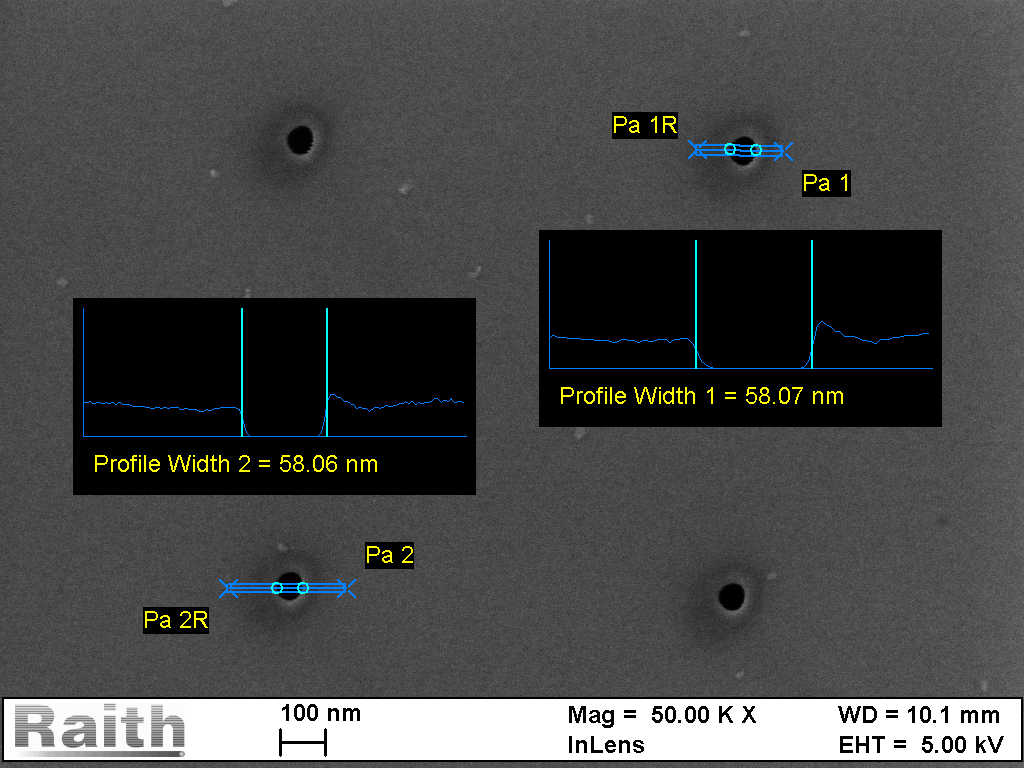 Pa 1R
Pa 1
Profile Width 1 = 58.07 nm
Profile Width 2 = 58.06 nm
Pa 2
Pa 2R
Raith
100 nm
Mag = 50.00 K X
WD = 10.1 mm
InLens
EHT = 5.00 kV